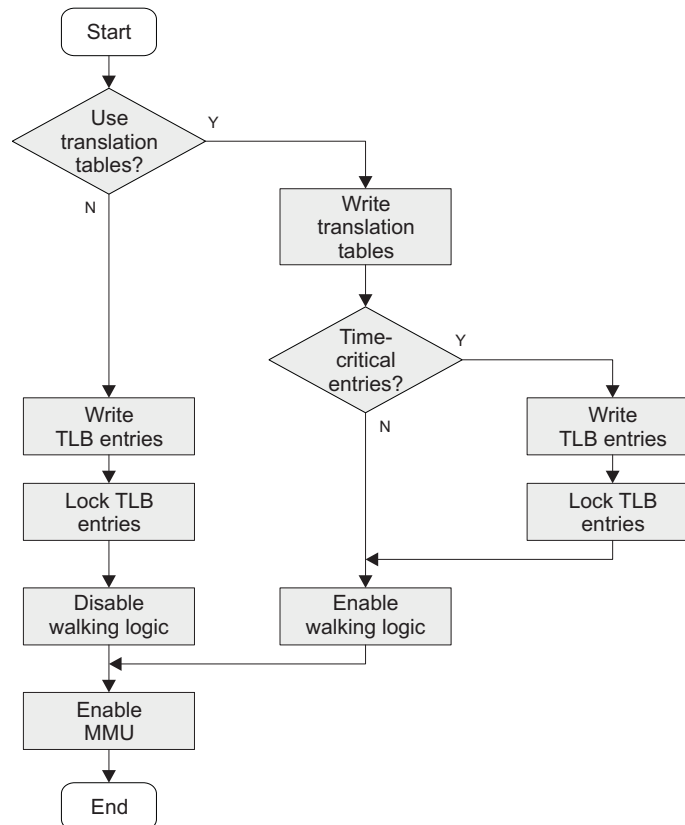 Start
Use
translation
tables?
Y
N
Write
translation
tables
Time-
critical
entries?
Y
N
Write
TLB entries
Write
TLB entries
Lock TLB
entries
Lock TLB
entries
Disable
walking logic
Enable
walking logic
Enable
MMU
End